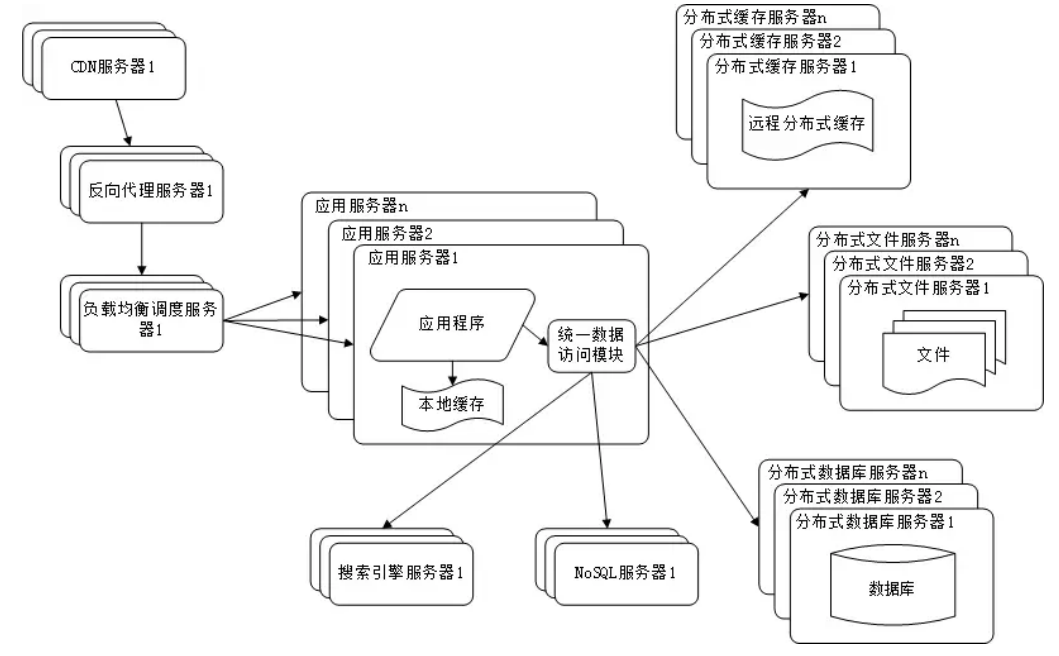 CDN服务器1
反向代理服务器1
负载均衡调度服务
器1
应用服务器n
应用服务器2
应用服务器1
应用程序
本地缓存
统一数据
访问模块
分布式缓存服务器n
分布式缓存服务器2
分布式缓存服务器1
远程分布式缓存
分布式文件服务器n
分布式文件服务器2
分布式文件服务器1
文件
分布式数据库服务器n
分布式数据库服务器2
分布式数据库服务器1
数据库
搜索引擎服务器1
NoSQL服务器1